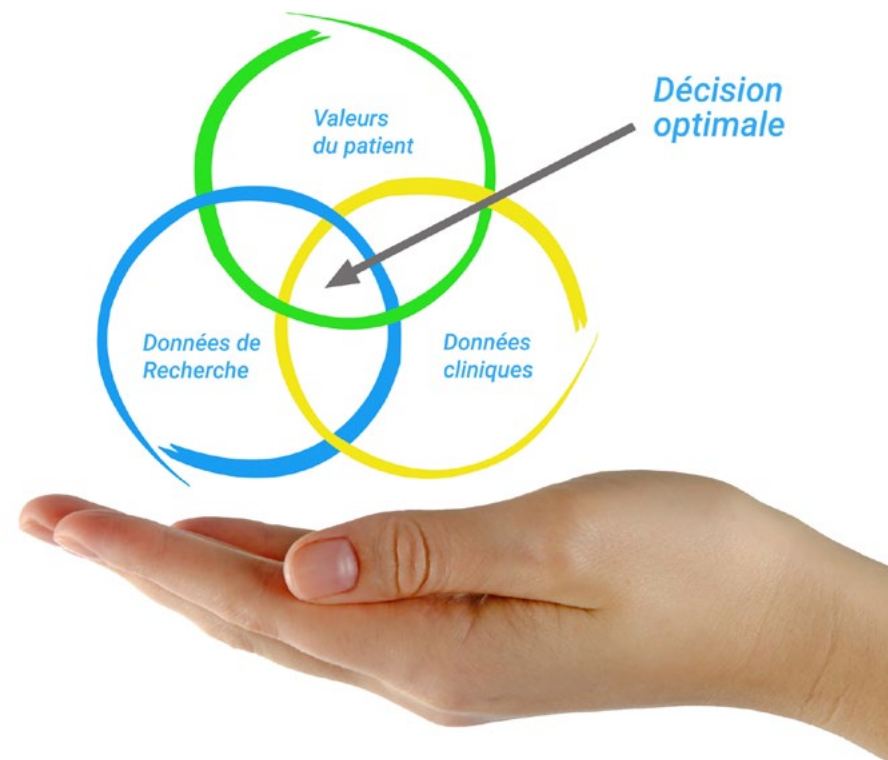 Décision
optimale
Valeurs
du patient
Données de
Recherche
Données
cliniques